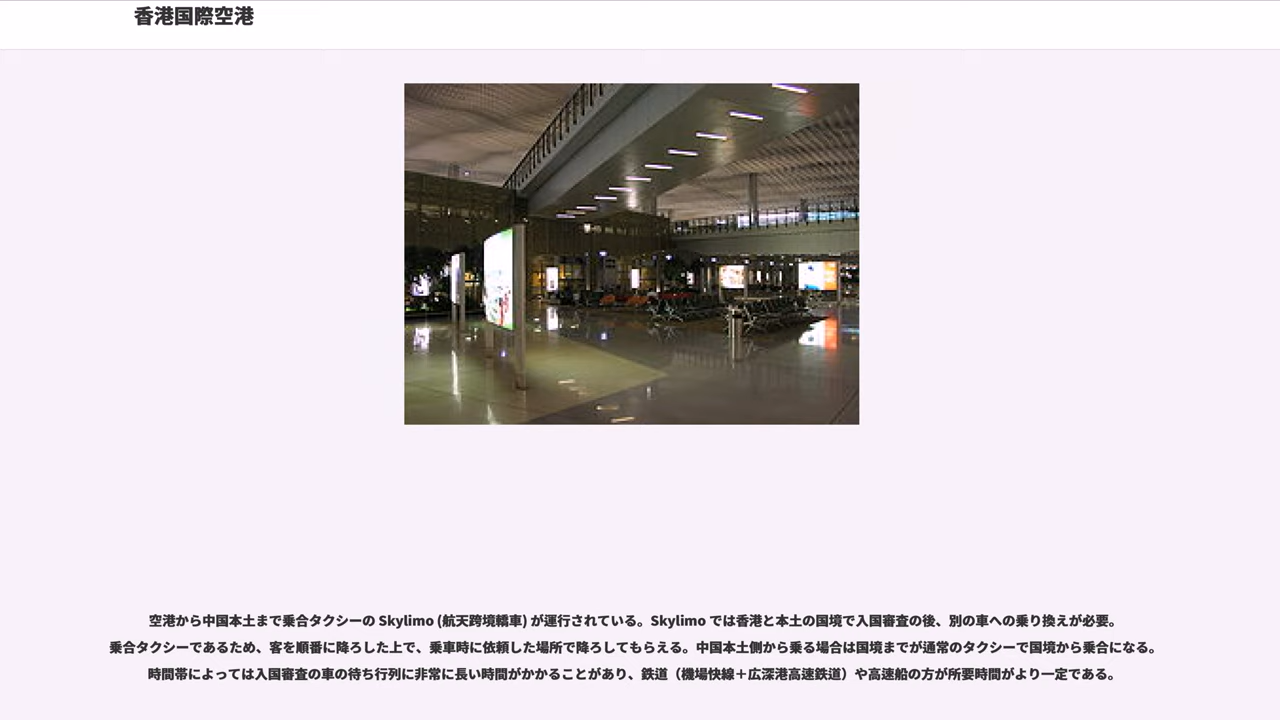 香港国際空港
空港から中国本土まで乗合タクシーの Skylimo (航天跨境轎車) が運行されている。Skylimo では香港と本土の国境で入国審査の後、別の車への乗り換えが必要。
乗合タクシーであるため、客を順番に降ろした上で、乗車時に依頼した場所で降ろしてもらえる。中国本土側から乗る場合は国境までが通常のタクシーで国境から乗合になる。
時間帯によっては入国審査の車の待ち行列に非常に長い時間がかかることがあり、鉄道（機場快線＋広深港高速鉄道）や高速船の方が所要時間がより一定である。